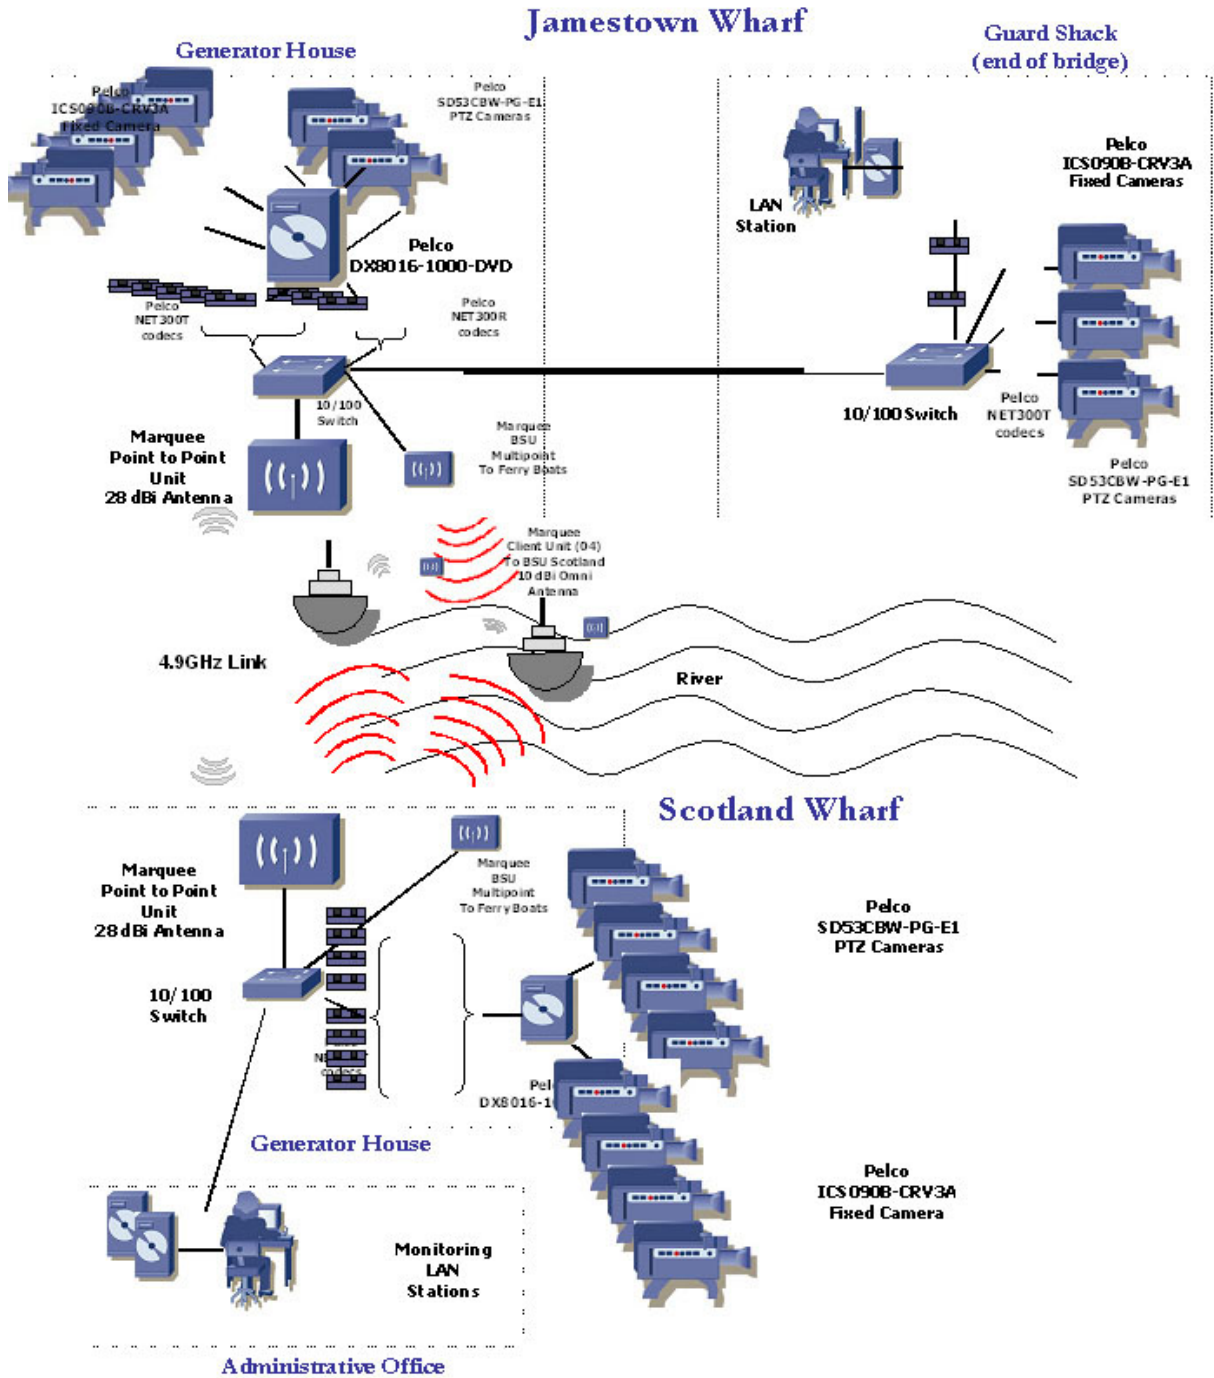 Jamestown Wharf
Generator House
Guard Shack
(end of bridge)
Pelco
ICS090B-CRV3A
Fixed Camera
Pelco
SD53CBW-PG-E1
PTZ Cameras
Pelco
ICS090B-CRV3A
Fixed Cameras
LAN
Station
Pelco
DX8016-1000-DVD
Pelco
NET300T
codecs
Pelco
NET300R
codecs
10/100
Switch
10/100 Switch
Pelco
NET300T
codecs
Pelco
SD53CBW-PG-E1
PTZ Cameras
Marquee
Point to Point
Unit
28 dBi Antenna
Marquee
BSU
Multipoint
To Ferry Boats
Marquee
Client Unit (04)
To BSU Scotland
10 dBi Omni
Antenna
4.9GHz Link
River
Scotland Wharf
Marquee
Point to Point
Unit
28 dBi Antenna
Marquee
BSU
Multipoint
To Ferry Boats
Pelco
SD53CBW-PG-E1
PTZ Cameras
10/100
Switch
codecs
DX8016-1
Generator House
Pelco
ICS090B-CRV3A
Fixed Camera
Monitoring
LAN
Stations
Administrative Office